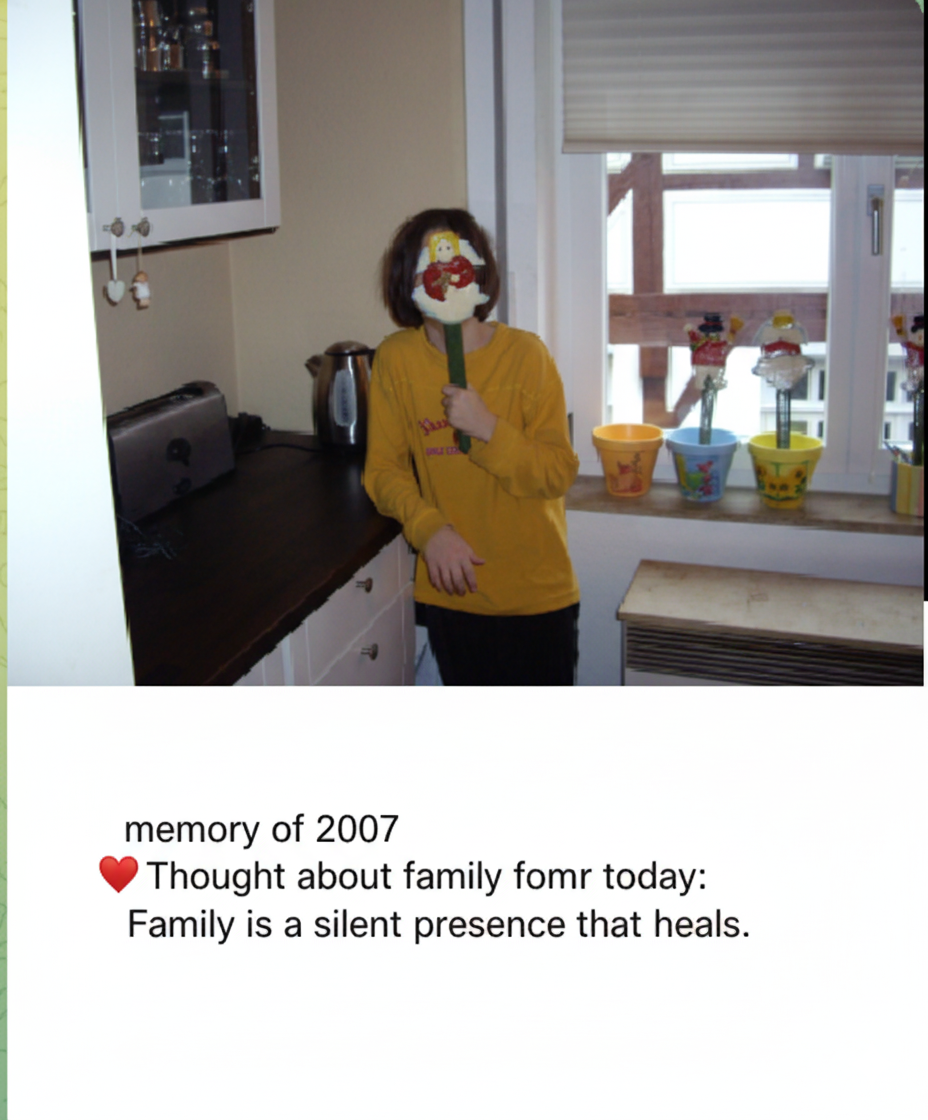 memory of 2007
❤️Thought about family fomr today:
Family is a silent presence that heals.